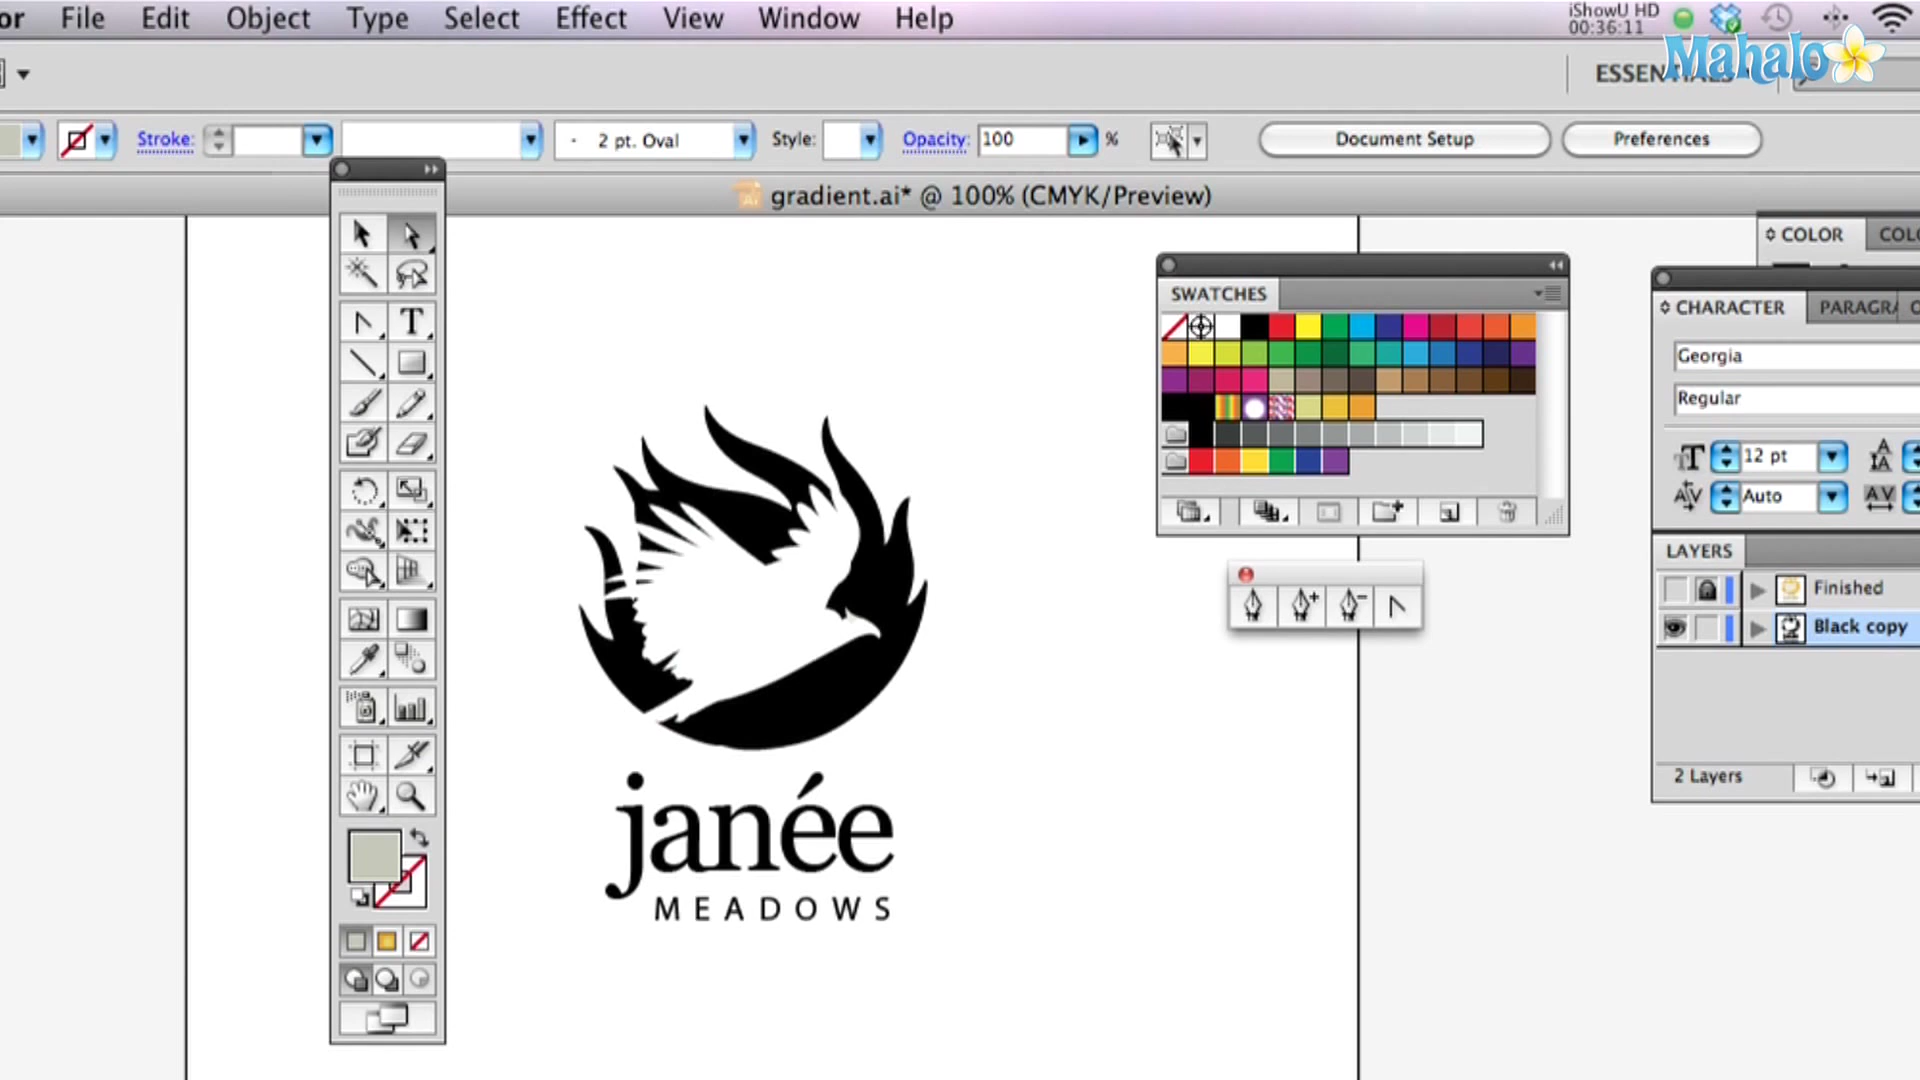 or File Edit Object Type Select Effect View Window Help
iShowU HD
00:36:11
Mahalo
Stroke: 2 pt. Oval Style: Opacity: 100 % Document Setup Preferences
gradient.ai* @ 100% (CMYK/Preview)
COLOR COLO
SWATCHES
CHARACTER PARAGRA
Georgia
Regular
12 pt
Auto
LAYERS
Finished
Black copy
2 Layers
janée
MEADOWS